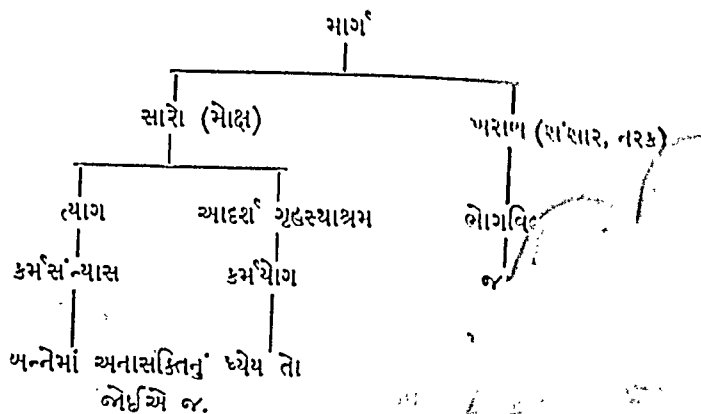 માર્ગ
સારો (મોક્ષ) ખરાબ (સંસાર, નરક)
ત્યાગ આદર્શ ગૃહસ્થાશ્રમ
કર્મસંન્યાસ કર્મયોગ જ
બન્નેમાં અનાસક્તિનું ધ્યેય તો
જોઈએ જ.